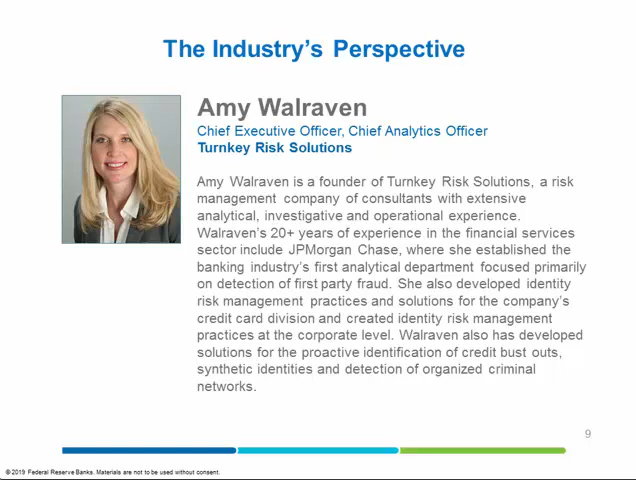 The Industry's Perspective
Amy Walraven
Chief Executive Officer, Chief Analytics Officer
Turnkey Risk Solutions
Amy Walraven is a founder of Turnkey Risk Solutions, a risk
management company of consultants with extensive
analytical, investigative and operational experience.
Walraven's 20+ years of experience in the financial services
sector include JPMorgan Chase, where she established the
banking industry's first analytical department focused primarily
on detection of first party fraud. She also developed identity
risk management practices and solutions for the company's
credit card division and created identity risk management
practices at the corporate level. Walraven also has developed
solutions for the proactive identification of credit bust outs,
synthetic identities and detection of organized criminal
networks.
9
© 2019 Federal Reserve Banks. Materials are not to be used without consent.